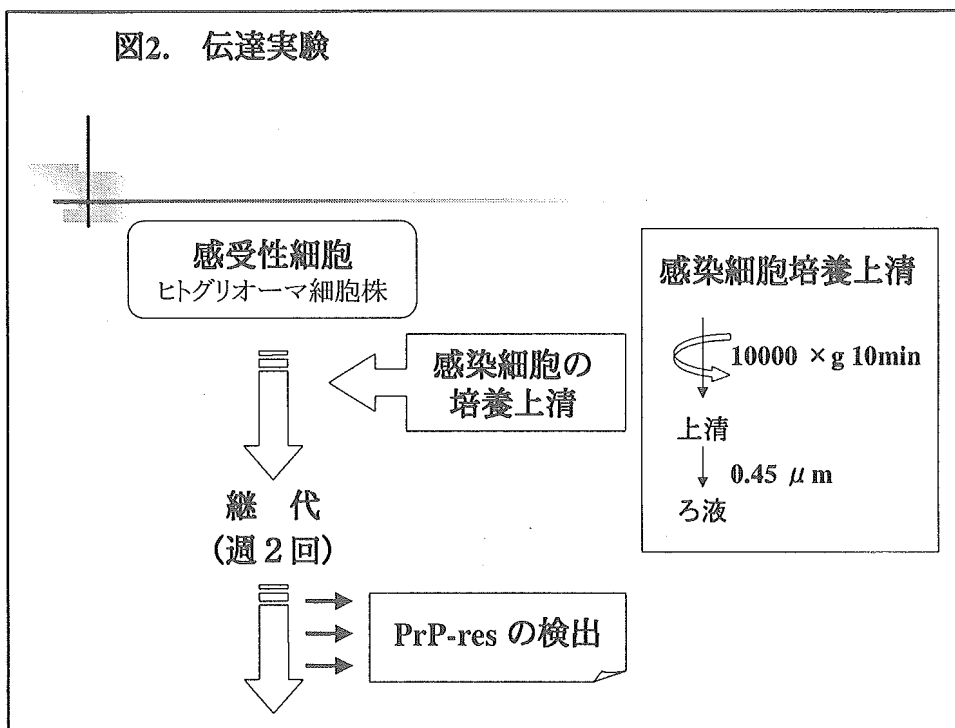 図2. 伝達実験
感受性細胞
ヒトグリオーマ細胞株
感染細胞の
培養上清
継 代
(週2回)
PrP-res の検出
感染細胞培養上清
10000 ×g 10min
上清
0.45 μm
ろ液